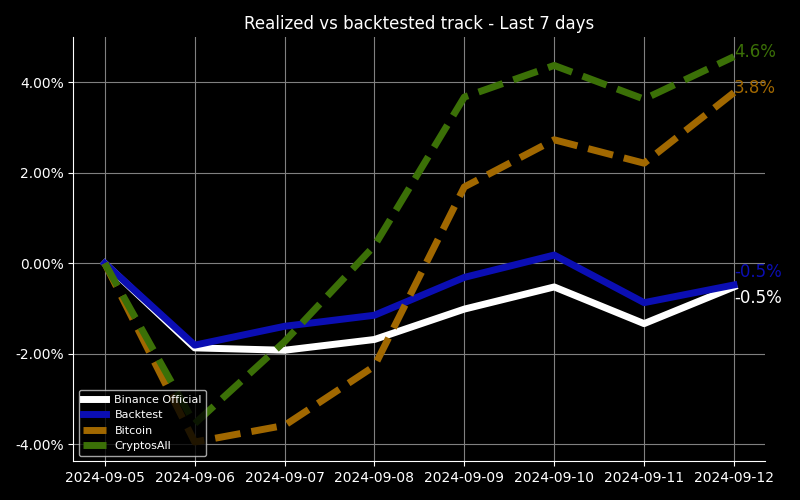 Realized vs backtested track - Last 7 days
4.00%
2.00%
0.00%
-2.00%
-4.00%
4.6%
3.8%
-0.5%
-0.5%
Binance Official
Backtest
Bitcoin
CryptosAll
2024-09-05 2024-09-06 2024-09-07 2024-09-08 2024-09-09 2024-09-10 2024-09-11 2024-09-12